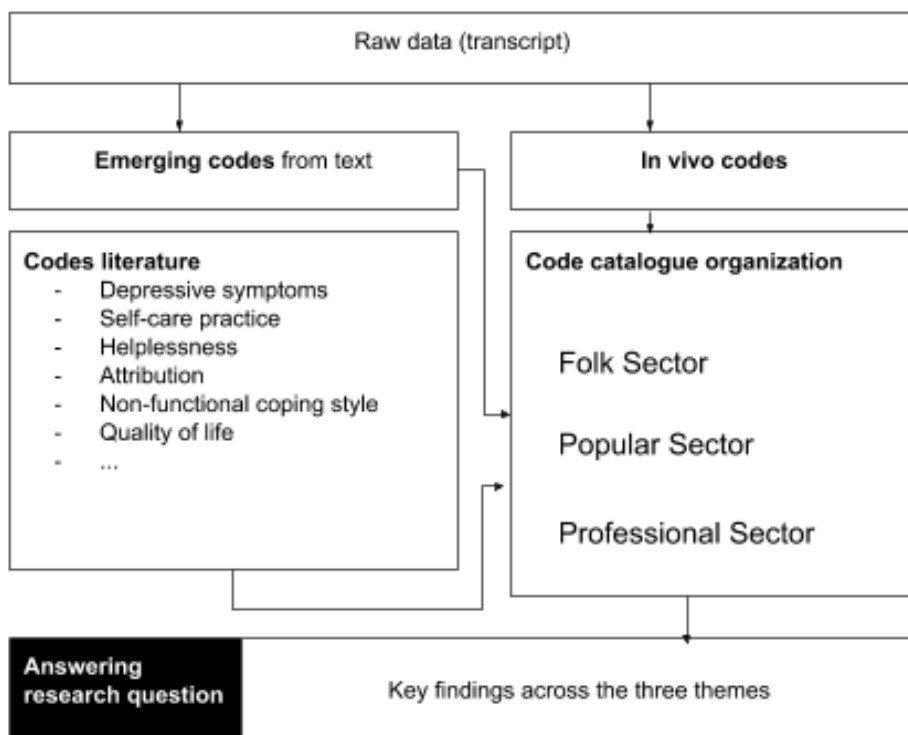 Raw data (transcript)
Emerging codes from text
In vivo codes
Codes literature
- Depressive symptoms
- Self-care practice
- Helplessness
- Attribution
- Non-functional coping style
- Quality of life
- ...
Code catalogue organization
Folk Sector
Popular Sector
Professional Sector
Answering
research question
Key findings across the three themes